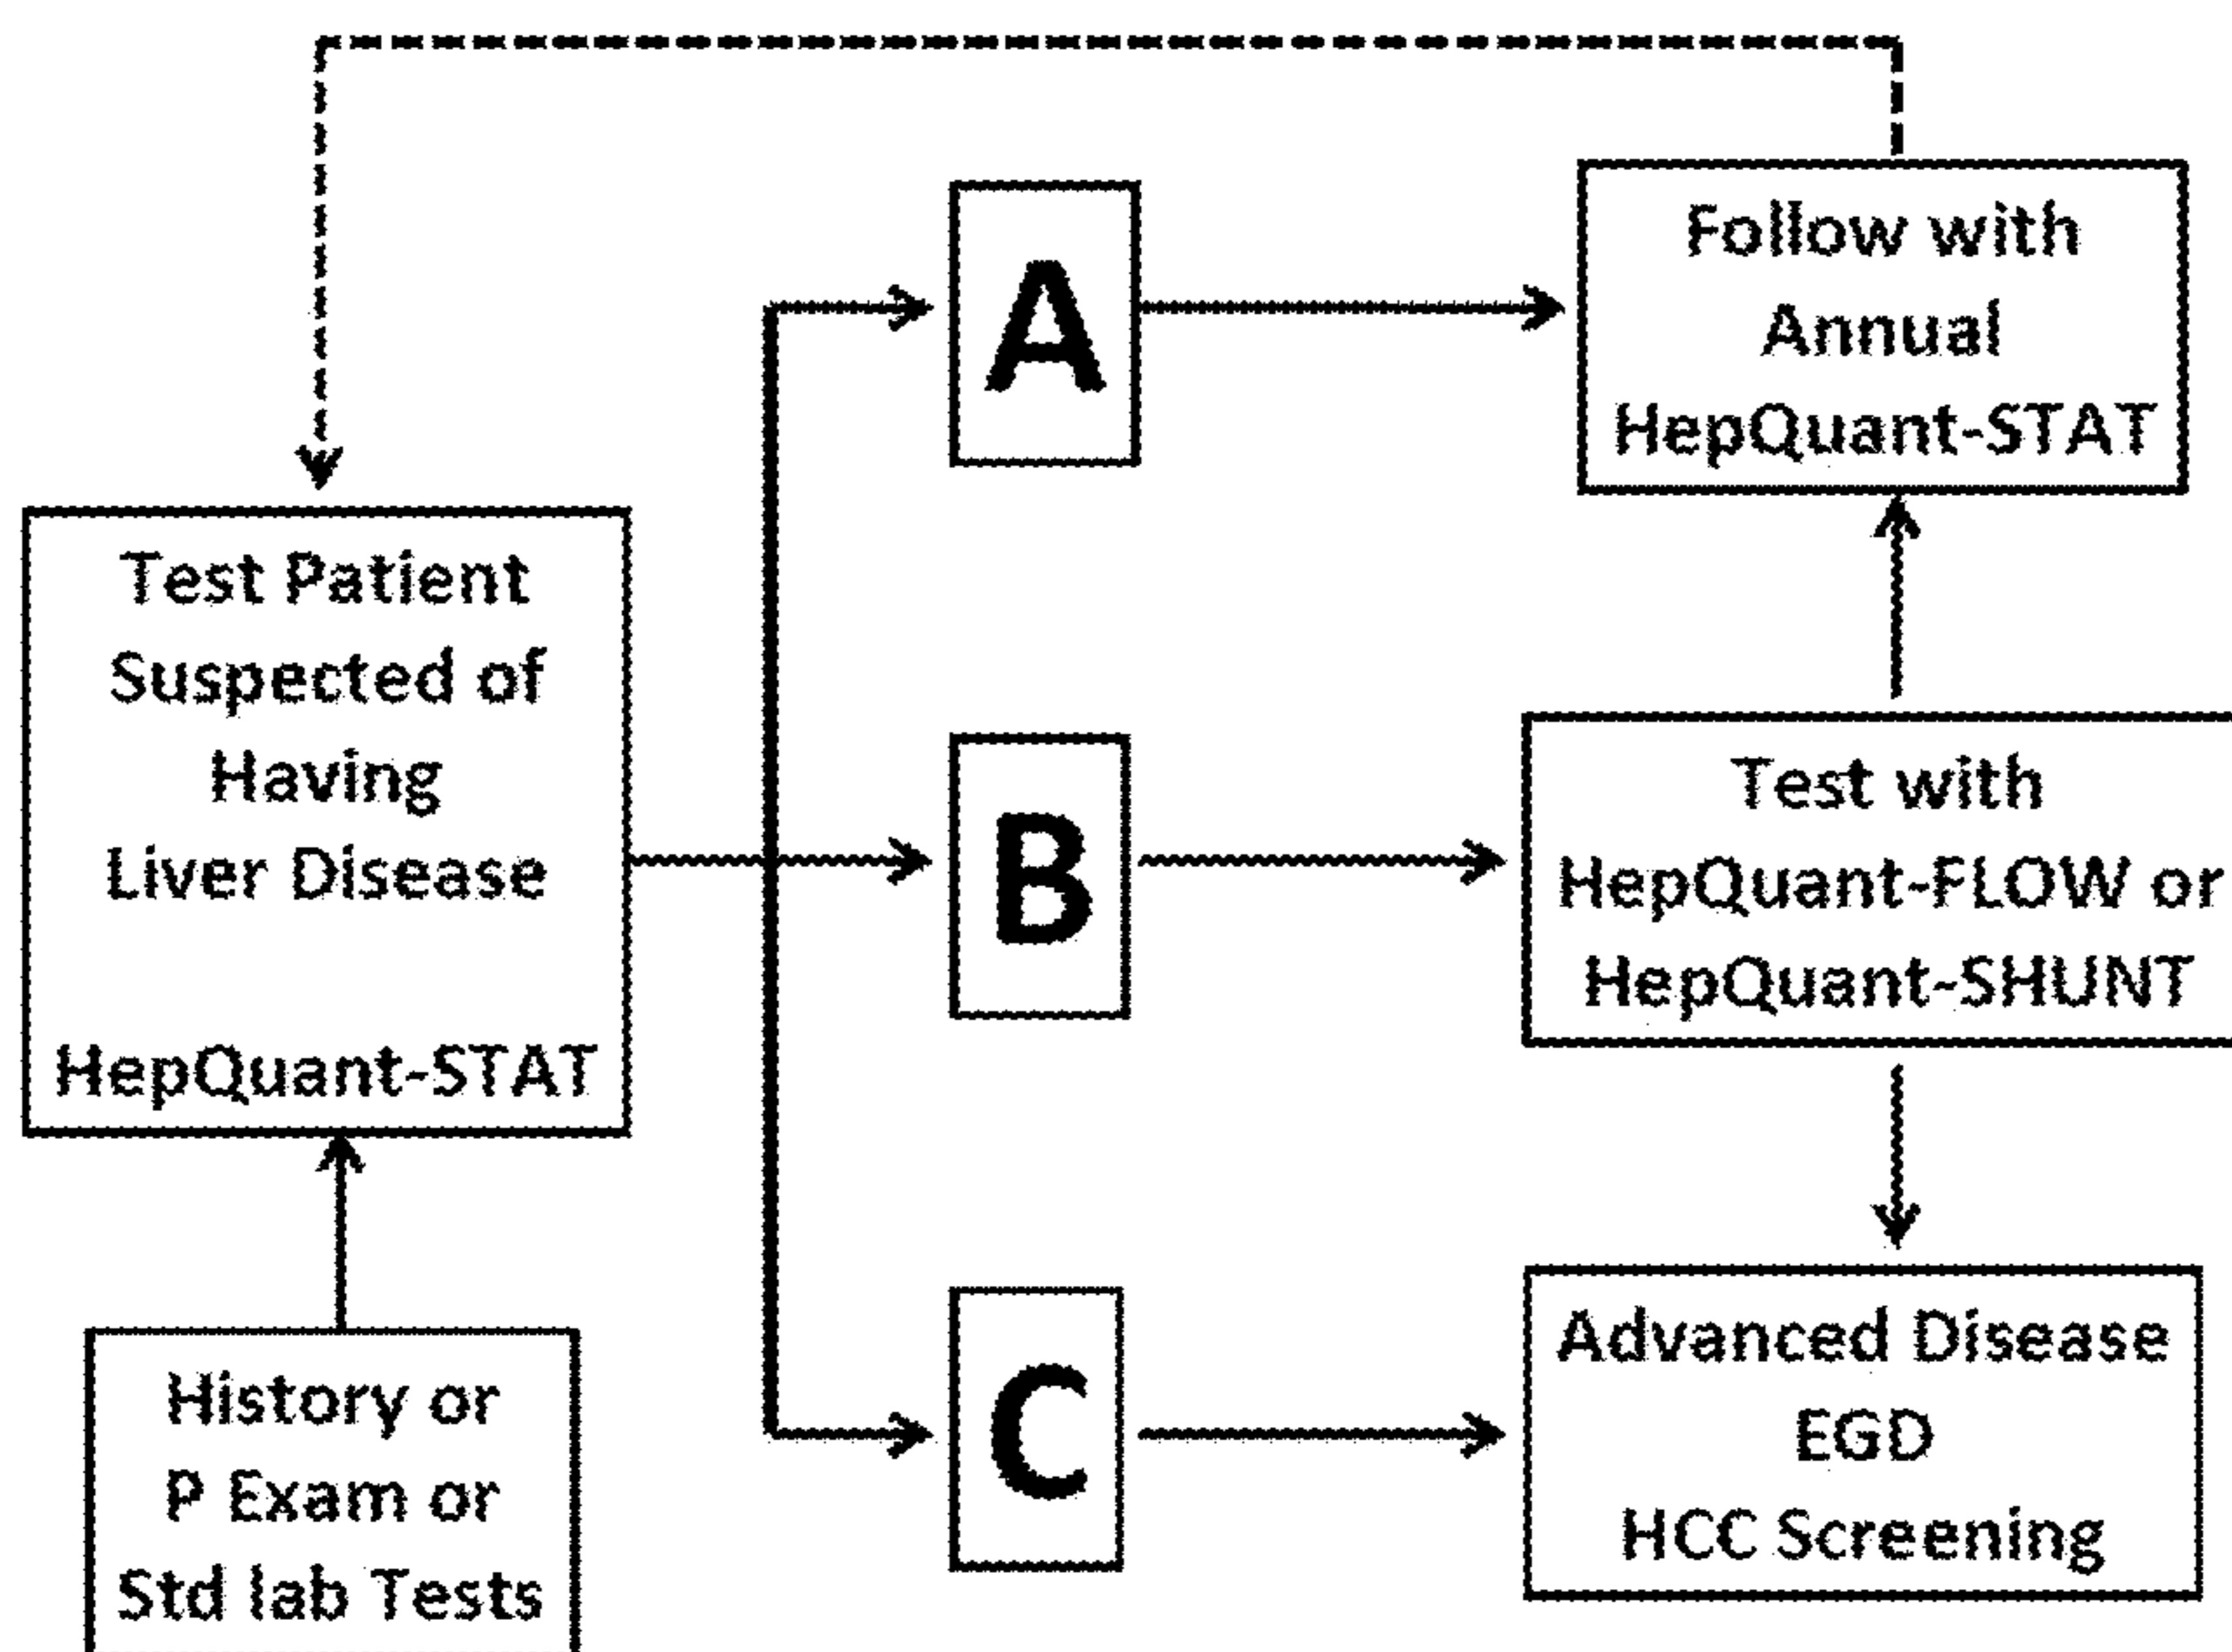 Test Patient
Suspected of
Having
Liver Disease
HepQuant-STAT
History or
P Exam or
Std lab Tests
A
B
C
Follow with
Annual
HepQuant-STAT
Test with
HepQuant-FLOW or
HepQuant-SHUNT
Advanced Disease
EGD
HCC Screening